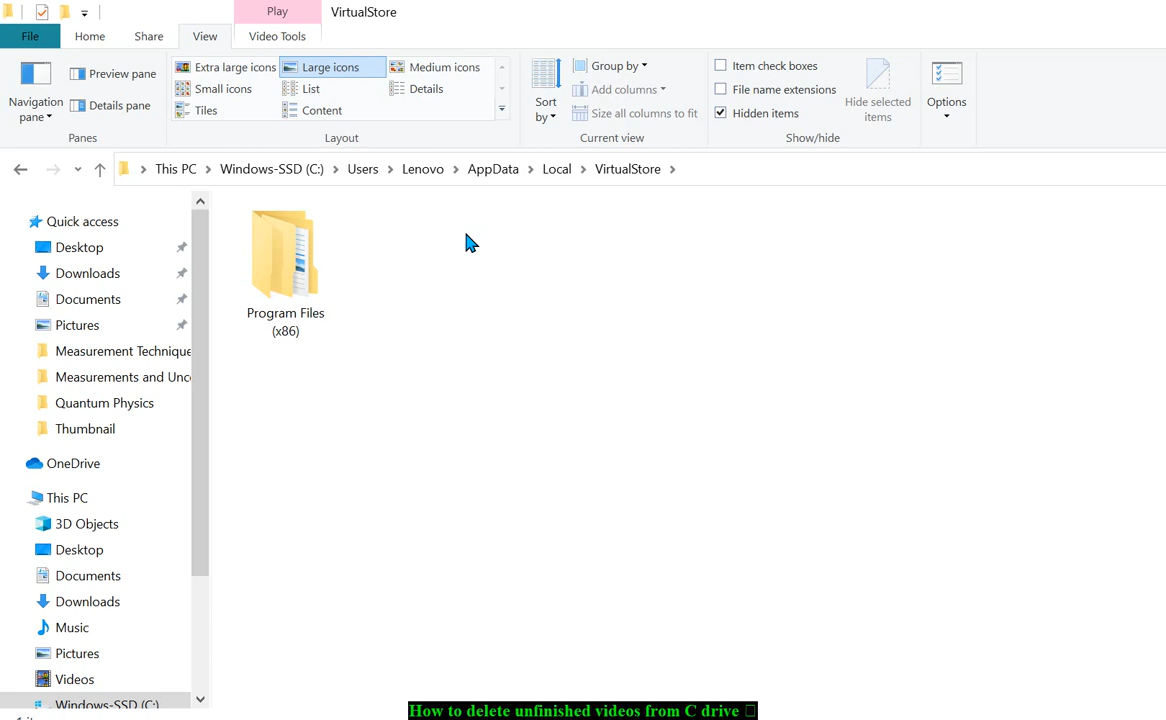 Play
VirtualStore
File
Home
Share
View
Video Tools
Navigation pane
Preview pane
Details pane
Panes
Extra large icons
Large icons
Medium icons
Small icons
List
Details
Tiles
Content
Layout
Sort by
Group by
Add columns
Size all columns to fit
Current view
Item check boxes
File name extensions
Hidden items
Hide selected items
Show/hide
Options
This PC > Windows-SSD (C:) > Users > Lenovo > AppData > Local > VirtualStore >
Quick access
Desktop
Downloads
Documents
Pictures
Measurement Technique
Measurements and Unc
Quantum Physics
Thumbnail
OneDrive
This PC
3D Objects
Desktop
Documents
Downloads
Music
Pictures
Videos
Windows-SSD (C:)
Program Files
(x86)
How to delete unfinished videos from C drive